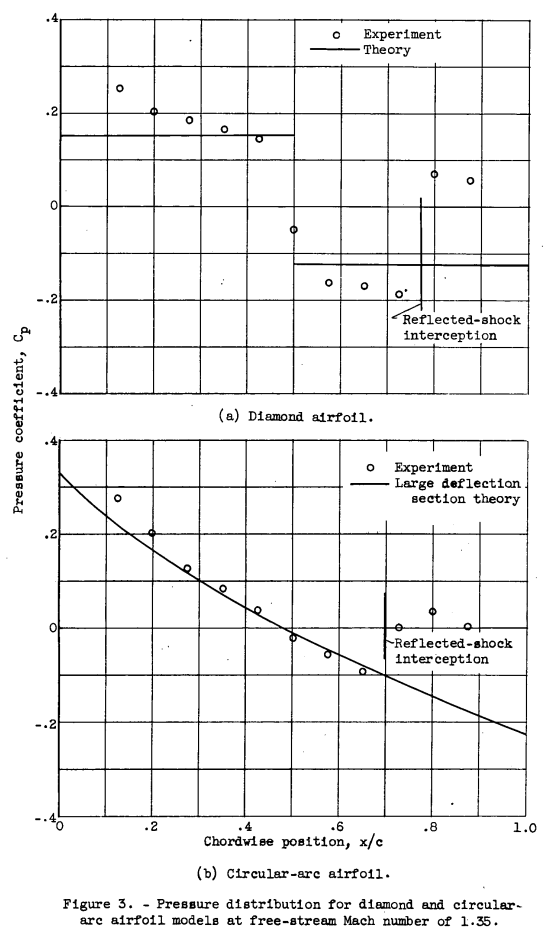 .4
Experiment
Theory
.2
0
-.2
Reflected-shock
interception
-.4
(a) Diamond airfoil.
Pressure coefficient, Cp
.4
Experiment
Large deflection
section theory
.2
0
Reflected-shock
interception
-.2
-.4
0 .2 .4 .6 .8 1.0
Chordwise position, x/c
(b) Circular-arc airfoil.
Figure 3. - Pressure distribution for diamond and circular-
arc airfoil models at free-stream Mach number of 1.35.